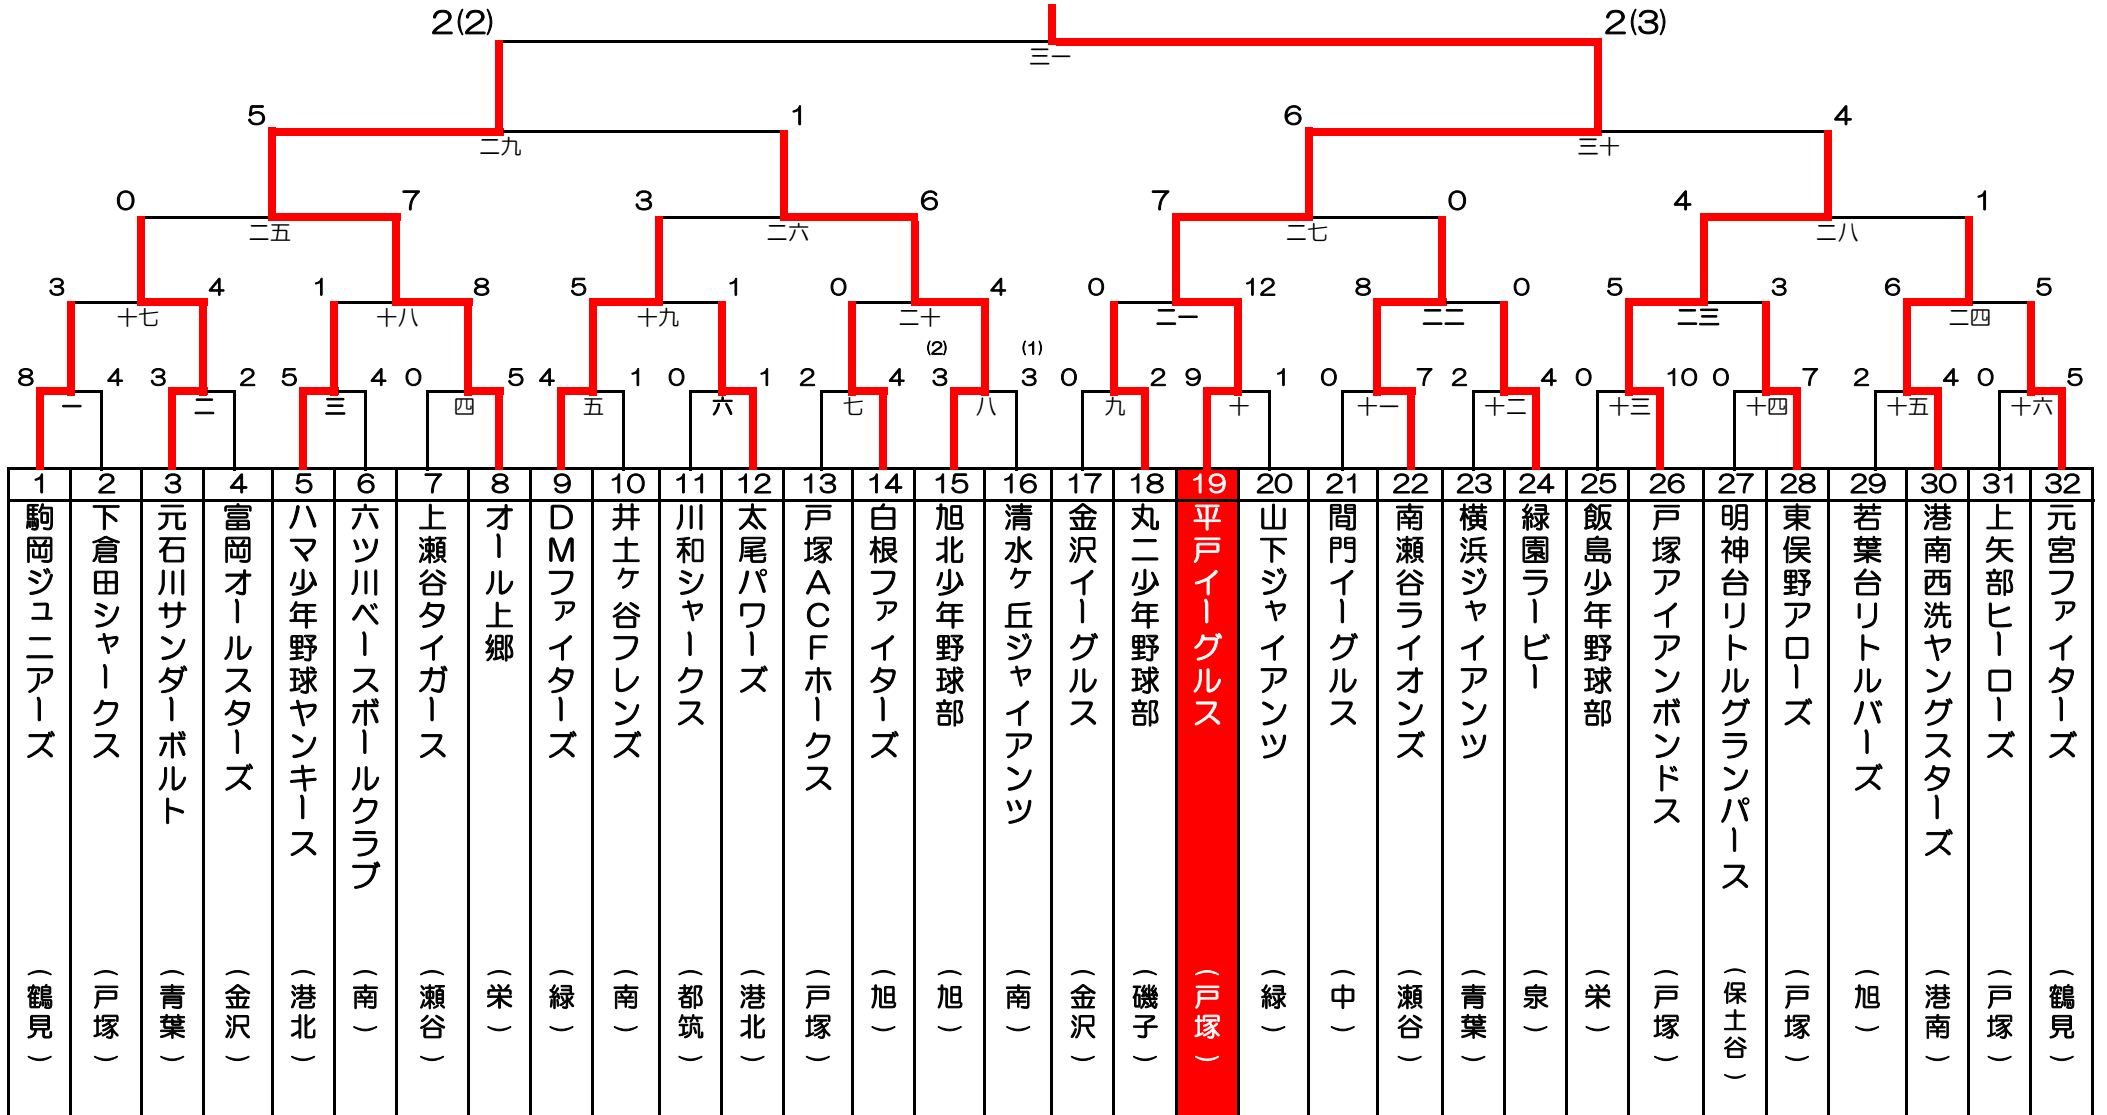 2(2) 2(3)
三一
5 1 6 4
二九 三十
0 7 3 6 7 0 4 1
二五 二六 二七 二八
3 4 1 8 5 1 0 4 0 12 8 0 5 3 6 5
十七 十八 十九 二十 二一 二二 二三 二四
(2) (1)
8 4 3 2 5 4 0 5 4 1 0 1 2 4 3 3 0 2 9 1 0 7 2 4 0 10 0 7 2 4 0 5
一 二 三 四 五 六 七 八 九 十 十一 十二 十三 十四 十五 十六
1 駒岡ジュニアーズ (鶴見)
2 下倉田シャークス (戸塚)
3 元石川サンダーボルト (青葉)
4 富岡オールスターズ (金沢)
5 ハマ少年野球ヤンキース (港北)
6 六ツ川ベースボールクラブ (南)
7 上瀬谷タイガース (瀬谷)
8 オール上郷 (栄)
9 DMファイターズ (緑)
10 井土ケ谷フレンズ (南)
11 川和シャークス (都筑)
12 太尾パワーズ (港北)
13 戸塚ACFホークス (戸塚)
14 白根ファイターズ (旭)
15 旭北少年野球部 (旭)
16 清水ケ丘ジャイアンツ (南)
17 金沢イーグルス (金沢)
18 丸二少年野球部 (磯子)
19 平戸イーグルス (戸塚)
20 山下ジャイアンツ (緑)
21 間門イーグルス (中)
22 南瀬谷ライオンズ (瀬谷)
23 横浜ジャイアンツ (青葉)
24 緑園ラービー (泉)
25 飯島少年野球部 (栄)
26 戸塚アイアンボンドス (戸塚)
27 明神台リトルグランパース (保土谷)
28 東俣野アローズ (戸塚)
29 若葉台リトルバーズ (旭)
30 港南西洗ヤングスターズ (港南)
31 上矢部ヒーローズ (戸塚)
32 元宮ファイターズ (鶴見)